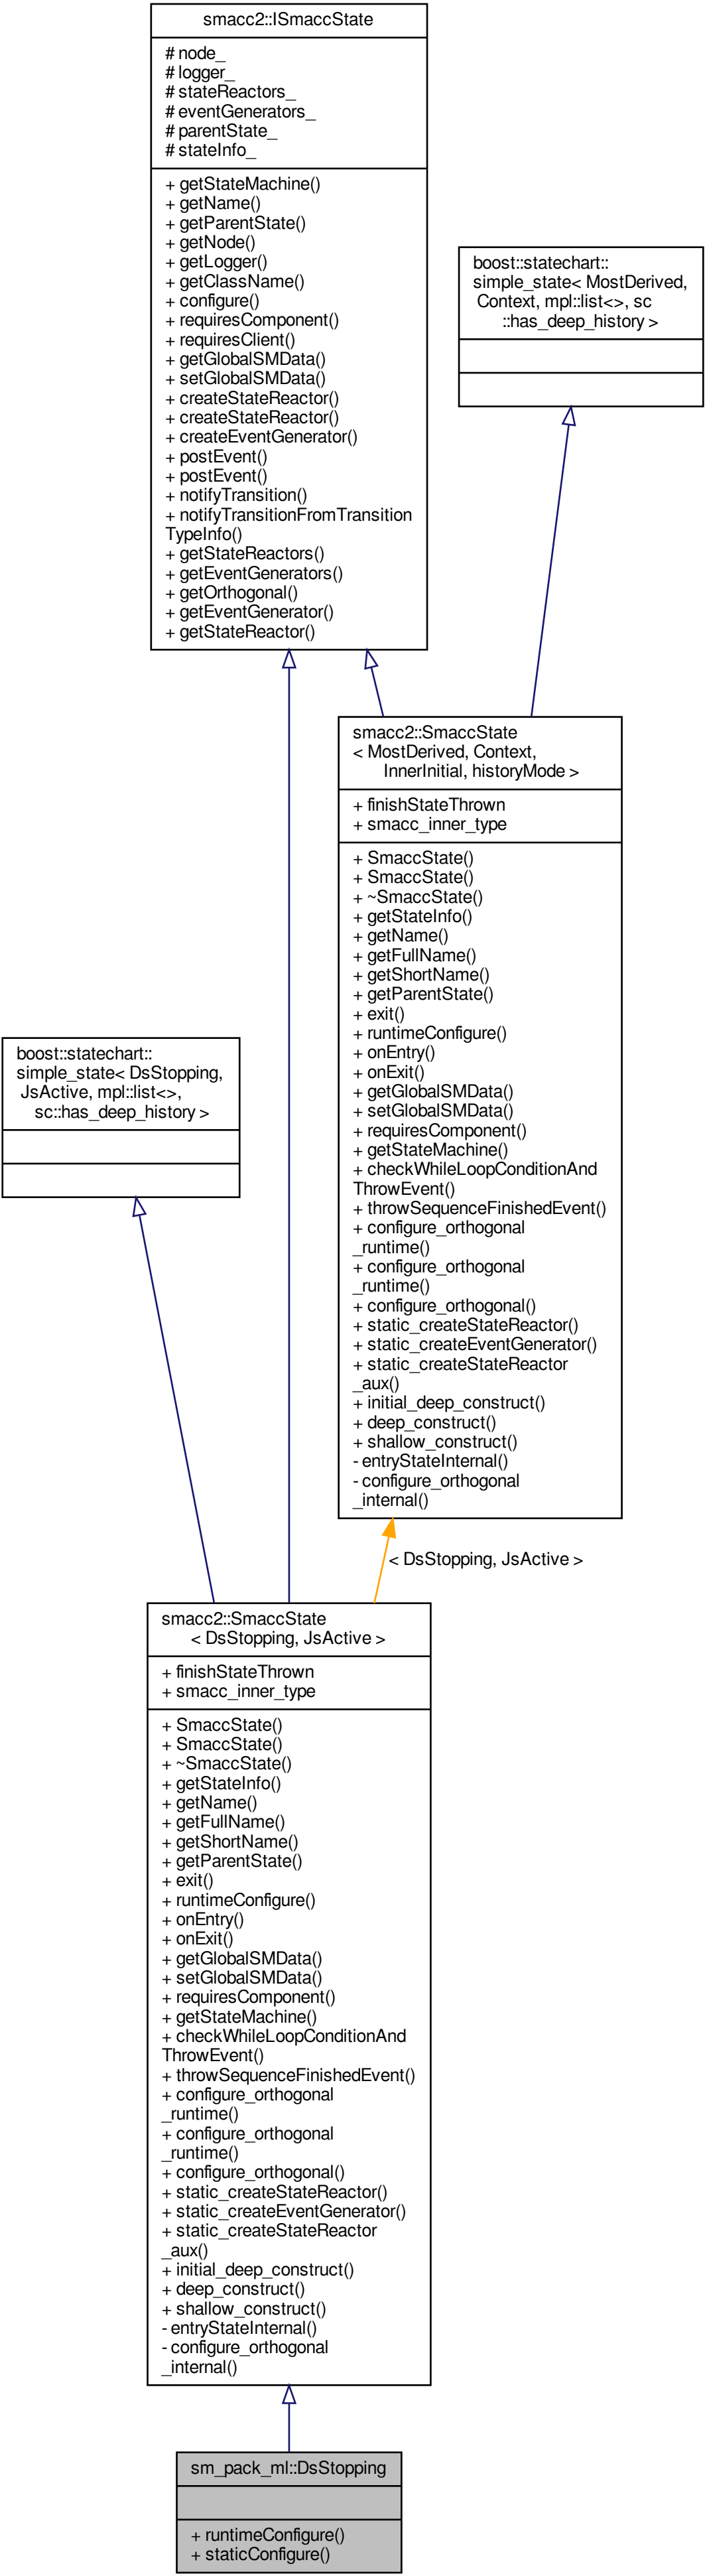 smacc2::ISmaccState
# node_
# logger_
# stateReactors_
# eventGenerators_
# parentState_
# stateInfo_
+ getStateMachine()
+ getName()
+ getParentState()
+ getNode()
+ getLogger()
+ getClassName()
+ configure()
+ requiresComponent()
+ requiresClient()
+ getGlobalSMData()
+ setGlobalSMData()
+ createStateReactor()
+ createStateReactor()
+ createEventGenerator()
+ postEvent()
+ postEvent()
+ notifyTransition()
+ notifyTransitionFromTransition
TypeInfo()
+ getStateReactors()
+ getEventGenerators()
+ getOrthogonal()
+ getEventGenerator()
+ getStateReactor()
boost::statechart::
simple_state< MostDerived,
Context, mpl::list<>, sc
::has_deep_history >
smacc2::SmaccState
< MostDerived, Context,
InnerInitial, historyMode >
+ finishStateThrown
+ smacc_inner_type
+ SmaccState()
+ SmaccState()
+ ~SmaccState()
+ getStateInfo()
+ getName()
+ getFullName()
+ getShortName()
+ getParentState()
+ exit()
+ runtimeConfigure()
+ onEntry()
+ onExit()
+ getGlobalSMData()
+ setGlobalSMData()
+ requiresComponent()
+ getStateMachine()
+ checkWhileLoopConditionAnd
ThrowEvent()
+ throwSequenceFinishedEvent()
+ configure_orthogonal
_runtime()
+ configure_orthogonal
_runtime()
+ configure_orthogonal()
+ static_createStateReactor()
+ static_createEventGenerator()
+ static_createStateReactor
_aux()
+ initial_deep_construct()
+ deep_construct()
+ shallow_construct()
- entryStateInternal()
- configure_orthogonal
_internal()
boost::statechart::
simple_state< DsStopping,
JsActive, mpl::list<>,
sc::has_deep_history >
< DsStopping, JsActive >
smacc2::SmaccState
< DsStopping, JsActive >
+ finishStateThrown
+ smacc_inner_type
+ SmaccState()
+ SmaccState()
+ ~SmaccState()
+ getStateInfo()
+ getName()
+ getFullName()
+ getShortName()
+ getParentState()
+ exit()
+ runtimeConfigure()
+ onEntry()
+ onExit()
+ getGlobalSMData()
+ setGlobalSMData()
+ requiresComponent()
+ getStateMachine()
+ checkWhileLoopConditionAnd
ThrowEvent()
+ throwSequenceFinishedEvent()
+ configure_orthogonal
_runtime()
+ configure_orthogonal
_runtime()
+ configure_orthogonal()
+ static_createStateReactor()
+ static_createEventGenerator()
+ static_createStateReactor
_aux()
+ initial_deep_construct()
+ deep_construct()
+ shallow_construct()
- entryStateInternal()
- configure_orthogonal
_internal()
sm_pack_ml::DsStopping
+ runtimeConfigure()
+ staticConfigure()